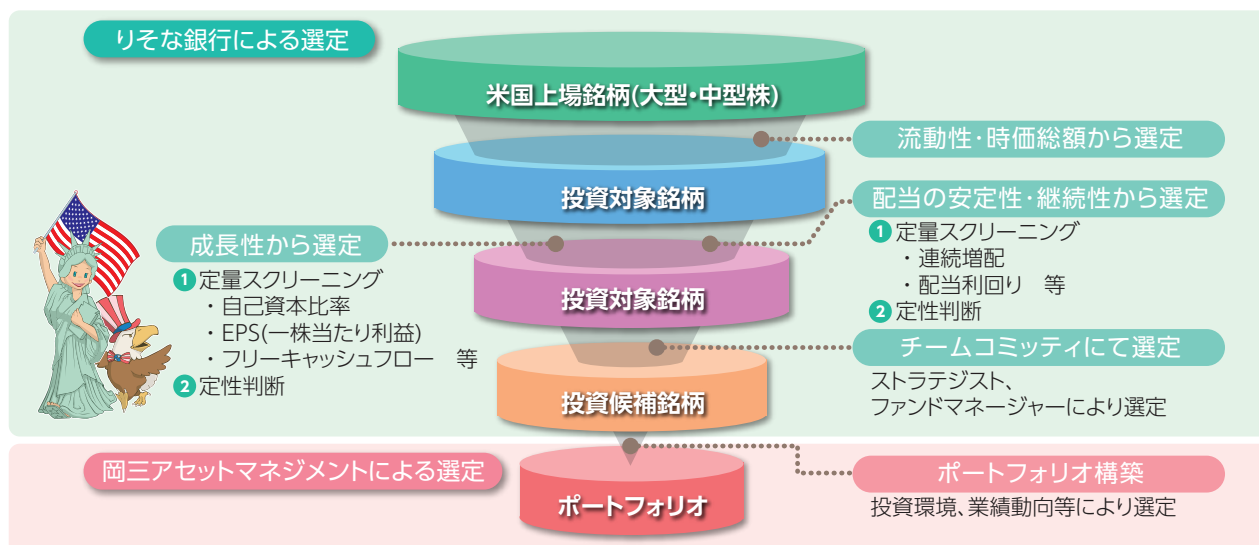 りそな銀行による選定
米国上場銘柄(大型・中型株)
流動性・時価総額から選定
投資対象銘柄
配当の安定性・継続性から選定
1 定量スクリーニング
・連続増配
・配当利回り 等
2 定性判断
成長性から選定
1 定量スクリーニング
・自己資本比率
・EPS(一株当たり利益)
・フリーキャッシュフロー 等
2 定性判断
投資対象銘柄
チームコミッティにて選定
ストラテジスト、
ファンドマネージャーにより選定
投資候補銘柄
岡三アセットマネジメントによる選定
ポートフォリオ
ポートフォリオ構築
投資環境、業績動向等により選定